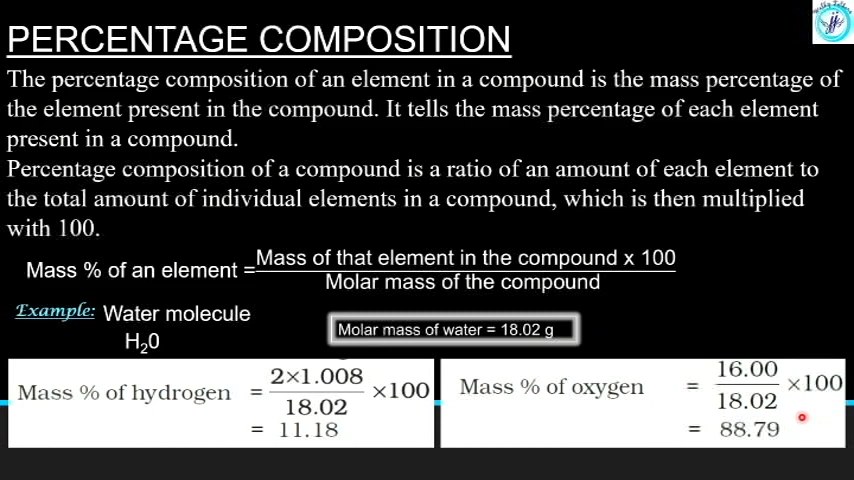 PERCENTAGE COMPOSITION
The percentage composition of an element in a compound is the mass percentage of
the element present in the compound. It tells the mass percentage of each element
present in a compound.
Percentage composition of a compound is a ratio of an amount of each element to
the total amount of individual elements in a compound, which is then multiplied
with 100.
Mass % of an element = Mass of that element in the compound x 100
Molar mass of the compound
Example: Water molecule
H₂0
Molar mass of water = 18.02 g
Mass % of hydrogen = 2×1.008 ×100
18.02
= 11.18
Mass % of oxygen = 16.00 ×100
18.02
= 88.79